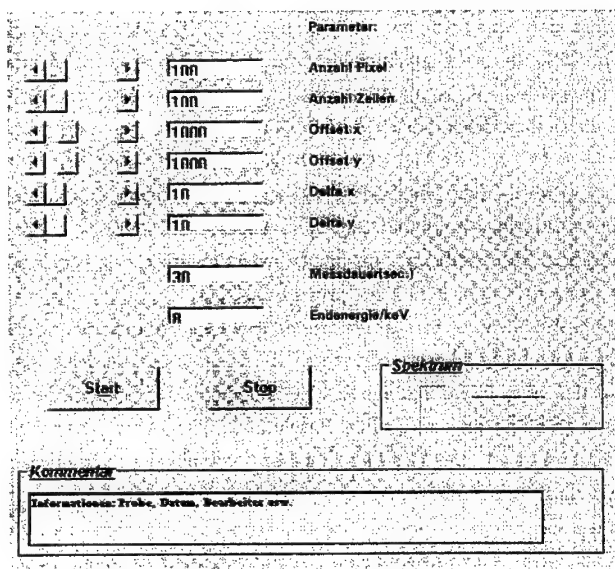 Parameter:
100 Anzahl Pixel
100 Anzahl Zeilen
1000 Offset x
1000 Offset y
10 Delta x
10 Delta y
30 Messdauer(sec.)
8 Endenergie/keV
Start Stop Spektrum
Kommentar
Informationen: Probe, Datum, Bearbeiter usw.